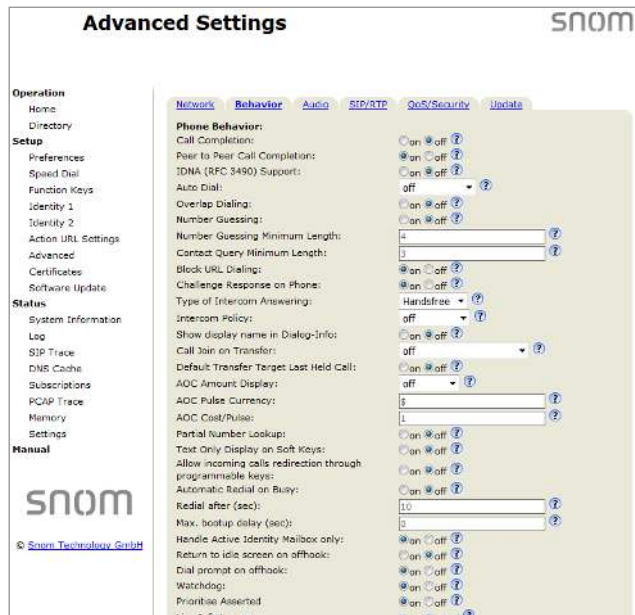 Advanced Settings
snom
Operation
Home
Directory
Setup
Preferences
Speed Dial
Function Keys
Identity 1
Identity 2
Action URL Settings
Advanced
Certificates
Software Update
Status
System Information
Log
SIP Trace
DNS Cache
Subscriptions
PCAP Trace
Memory
Settings
Manual
snom
© Snom Technology GmbH
Network Behavior Audio SIP/RTP QoS/Security Update
Phone Behavior:
Call Completion: on off ?
Peer to Peer Call Completion: on off ?
IDNA (RFC 3490) Support: on off ?
Auto Dial: off ?
Overlap Dialing: on off ?
Number Guessing: on off ?
Number Guessing Minimum Length: 4 ?
Contact Query Minimum Length: 3 ?
Block URL Dialing: on off ?
Challenge Response on Phone: on off ?
Type of Intercom Answering: Handsfree ?
Intercom Policy: off ?
Show display name in Dialog-Info: on off ?
Call Join on Transfer: off ?
Default Transfer Target Last Held Call: on off ?
AOC Amount Display: off ?
AOC Pulse Currency: $ ?
AOC Cost/Pulse: 1 ?
Partial Number Lookup: on off ?
Text Only Display on Soft Keys: on off ?
Allow incoming calls redirection through
programmable keys: on off ?
Automatic Redial on Busy: on off ?
Redial after (sec): 10 ?
Max. bootup delay (sec): 0 ?
Handle Active Identity Mailbox only: on off ?
Return to idle screen on offhook: on off ?
Dial prompt on offhook: on off ?
Watchdog: on off ?
Prioritise Asserted on off ?